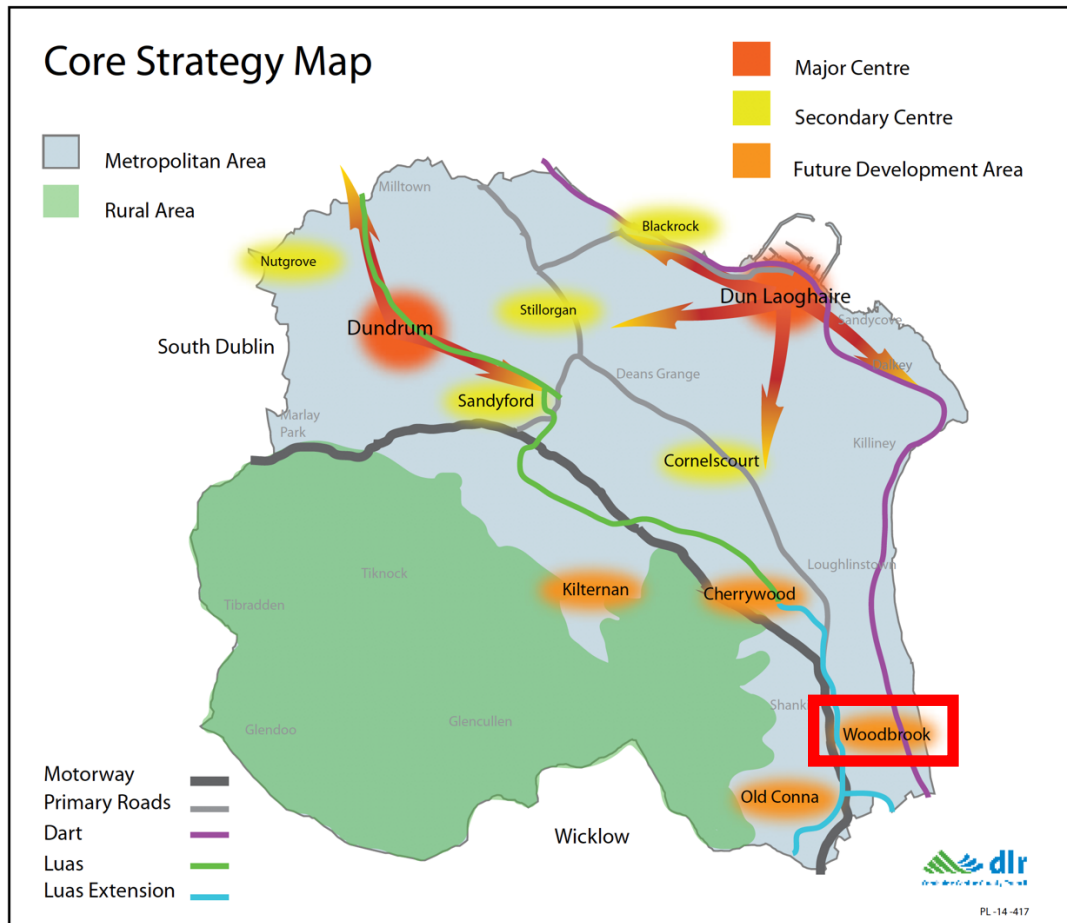 Core Strategy Map
Major Centre
Secondary Centre
Future Development Area
Metropolitan Area
Rural Area
Milltown
Blackrock
Nutgrove
Dun Laoghaire
Stillorgan
Sandycove
Dundrum
South Dublin
Deans Grange
Sandyford
Marlay
Park
Killiney
Cornelscourt
Loughlinstown
Tiknock
Kilternan
Cherrywood
Tibradden
Glencullen
Glendoo
Woodbrook
Old Conna
Wicklow
Motorway
Primary Roads
Dart
Luas
Luas Extension
dlr
PL -14 -417